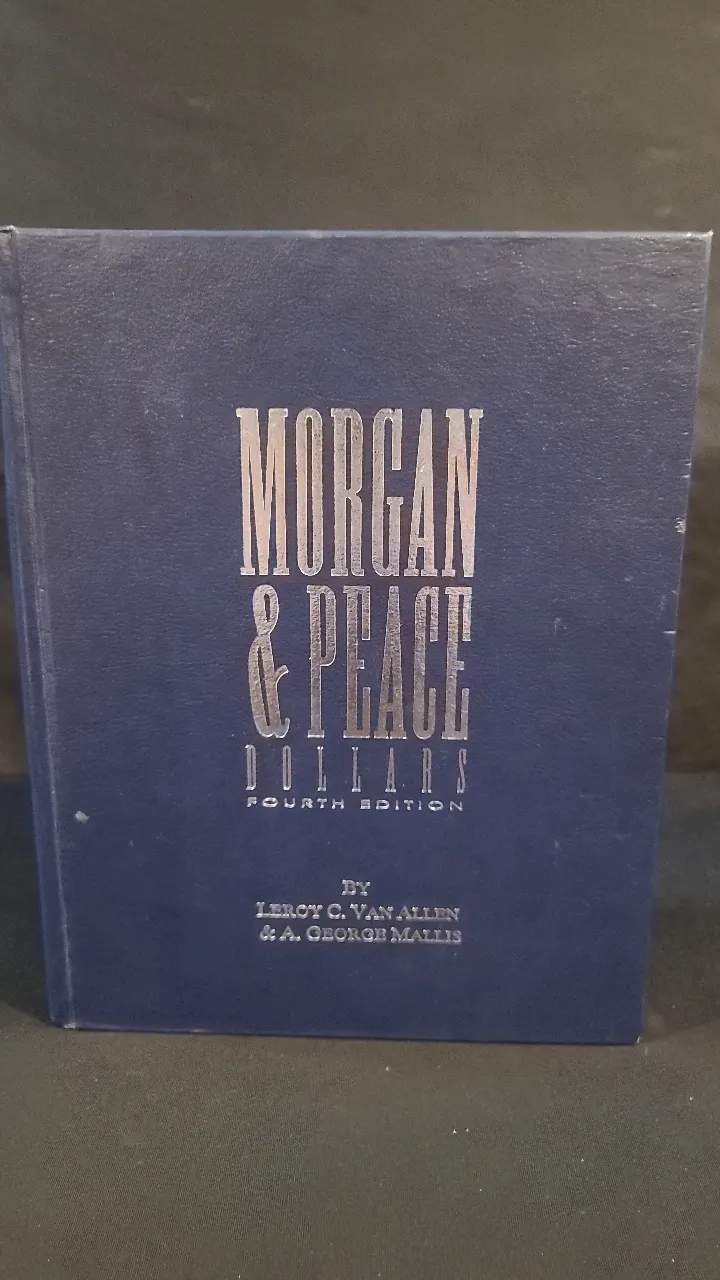 MORGAN
& PEACE
DOLLARS
FOURTH EDITION
BY
LEROY C. VAN ALLEN
& A. GEORGE MALLIS